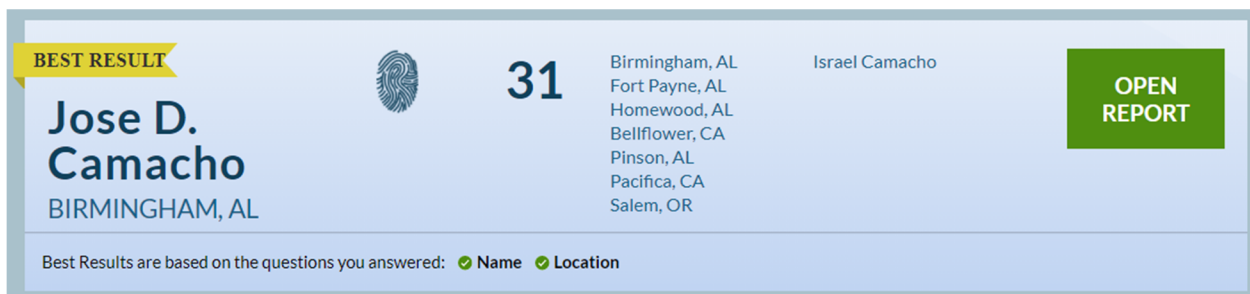 BEST RESULT
Jose D.
Camacho
BIRMINGHAM, AL
31
Birmingham, AL
Fort Payne, AL
Homewood, AL
Bellflower, CA
Pinson, AL
Pacifica, CA
Salem, OR
Israel Camacho
OPEN
REPORT
Best Results are based on the questions you answered: Name Location